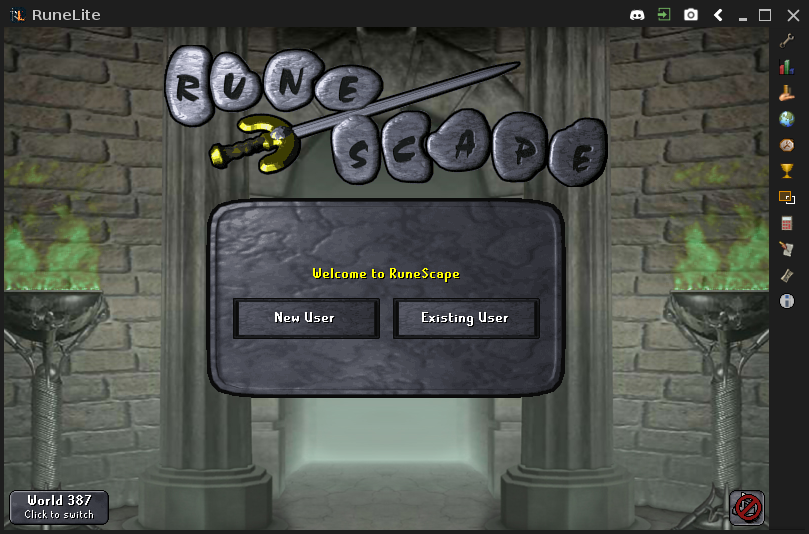 RuneLite
RUNE
SCAPE
Welcome to RuneScape
New User
Existing User
World 387
Click to switch